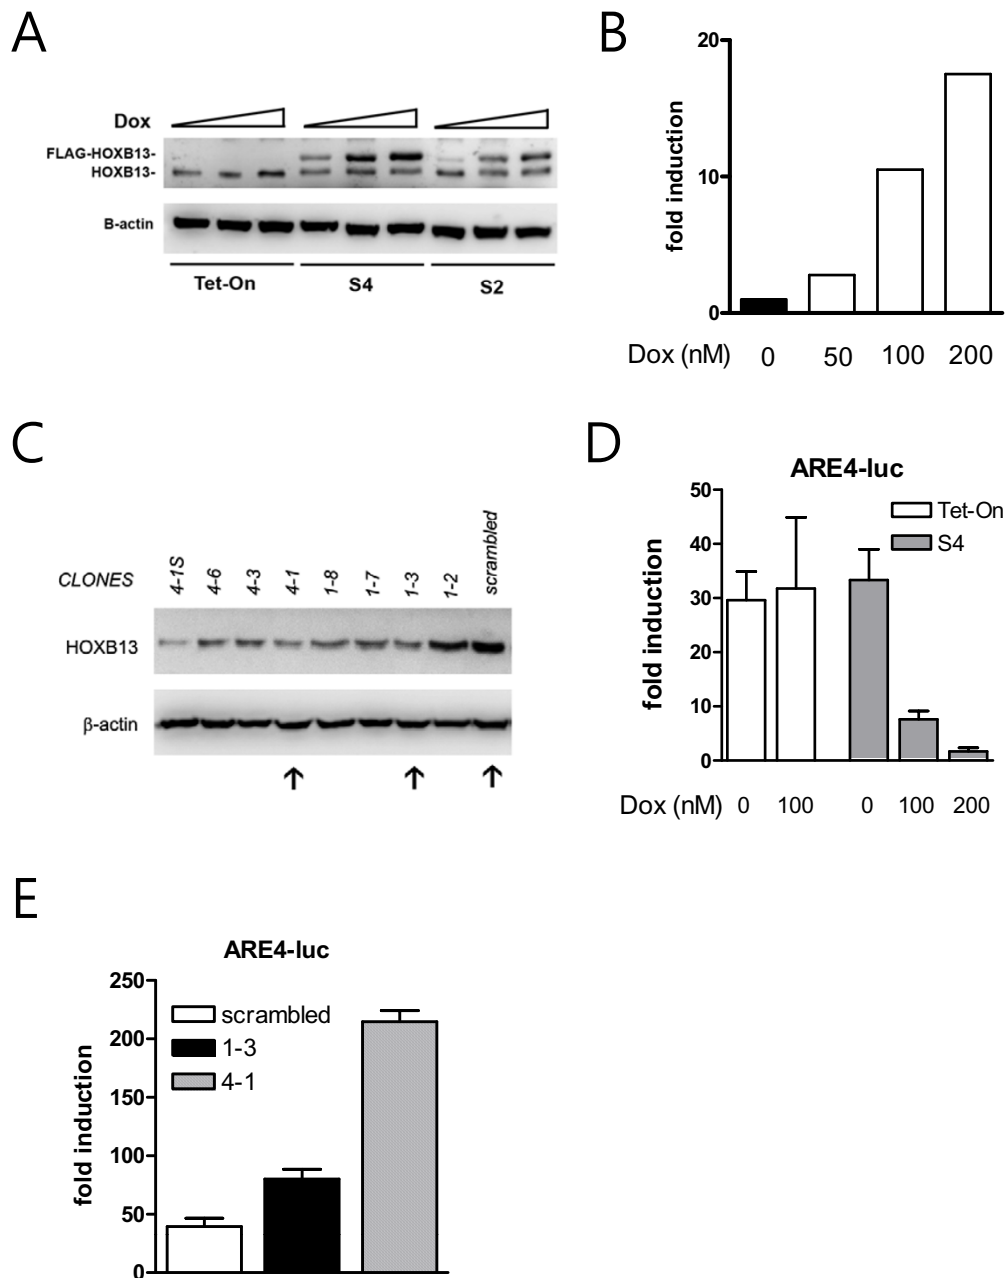 A
Dox
FLAG-HOXB13-
HOXB13-
B-actin
Tet-On S4 S2
B
20
10
0
fold induction
Dox (nM) 0 50 100 200
C
CLONES 4-1S 4-6 4-3 4-1 1-8 1-7 1-3 1-2 scrambled
HOXB13
β-actin
D
ARE4-luc
50
40
30
20
10
0
fold induction
Tet-On
S4
Dox (nM) 0 100 0 100 200
E
ARE4-luc
250
200
150
100
50
0
fold induction
scrambled
1-3
4-1